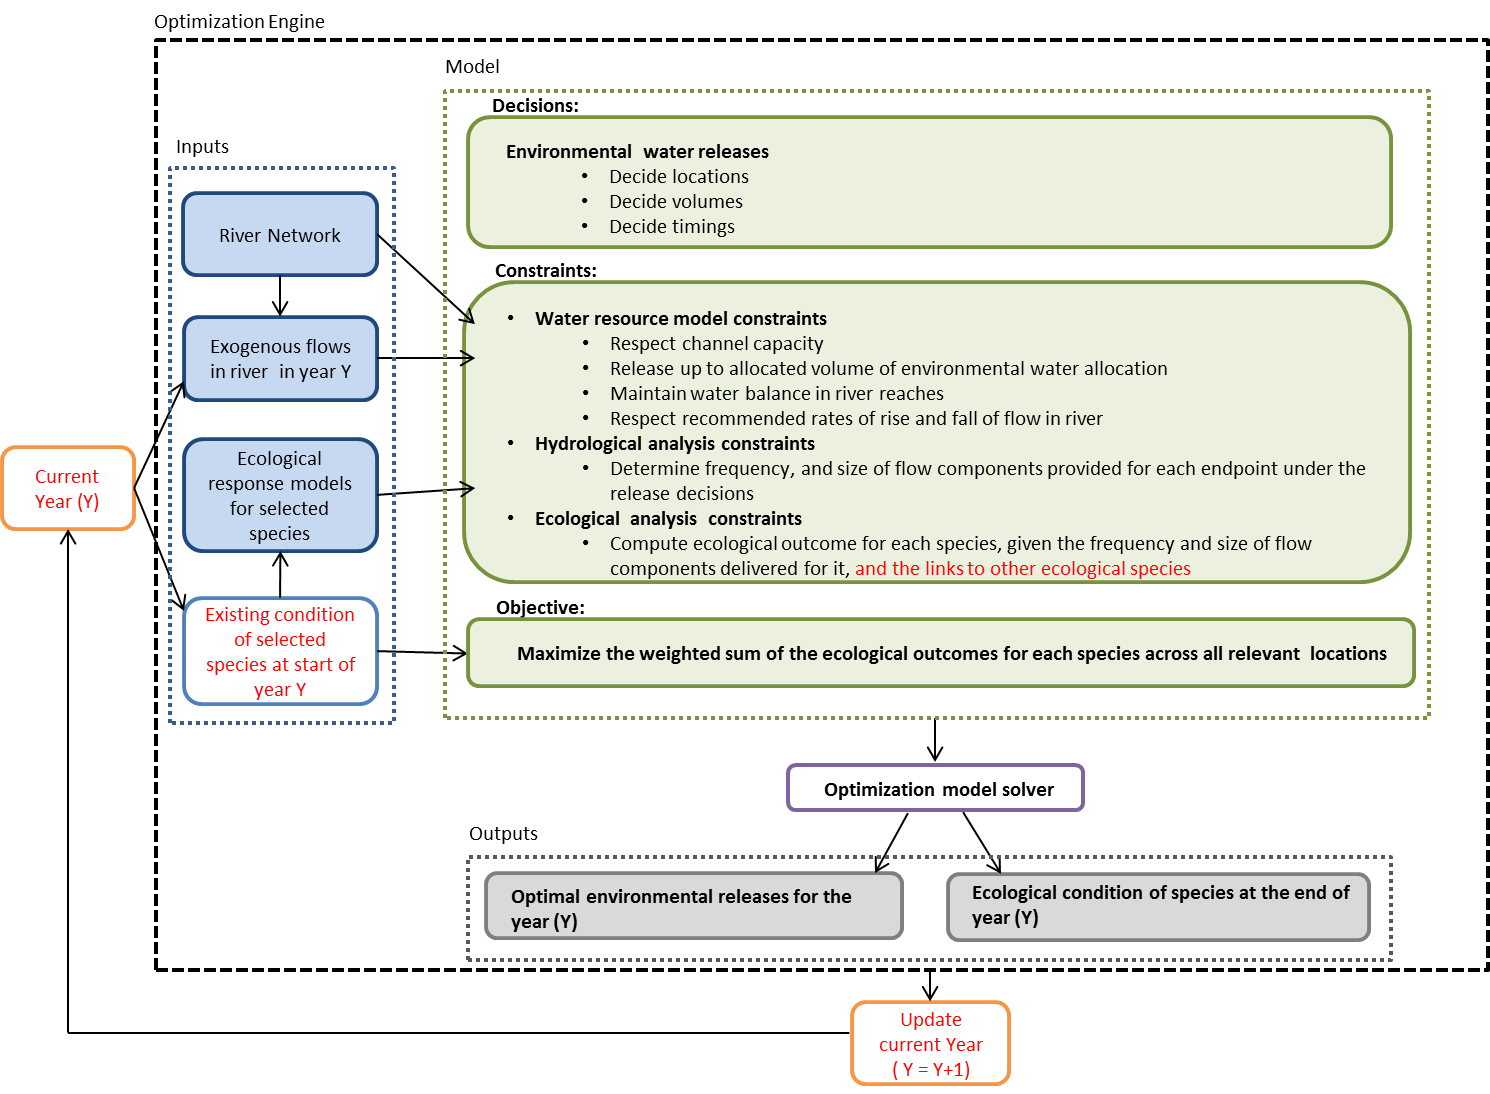 Optimization Engine
Model
Decisions:
Environmental water releases
• Decide locations
• Decide volumes
• Decide timings
Inputs
River Network
Exogenous flows
in river in year Y
Ecological
response models
for selected
species
Existing condition
of selected
species at start of
year Y
Current
Year (Y)
Constraints:
• Water resource model constraints
• Respect channel capacity
• Release up to allocated volume of environmental water allocation
• Maintain water balance in river reaches
• Respect recommended rates of rise and fall of flow in river
• Hydrological analysis constraints
• Determine frequency, and size of flow components provided for each endpoint under the
release decisions
• Ecological analysis constraints
• Compute ecological outcome for each species, given the frequency and size of flow
components delivered for it, and the links to other ecological species
Objective:
Maximize the weighted sum of the ecological outcomes for each species across all relevant locations
Optimization model solver
Outputs
Optimal environmental releases for the
year (Y)
Ecological condition of species at the end of
year (Y)
Update
current Year
( Y = Y+1)